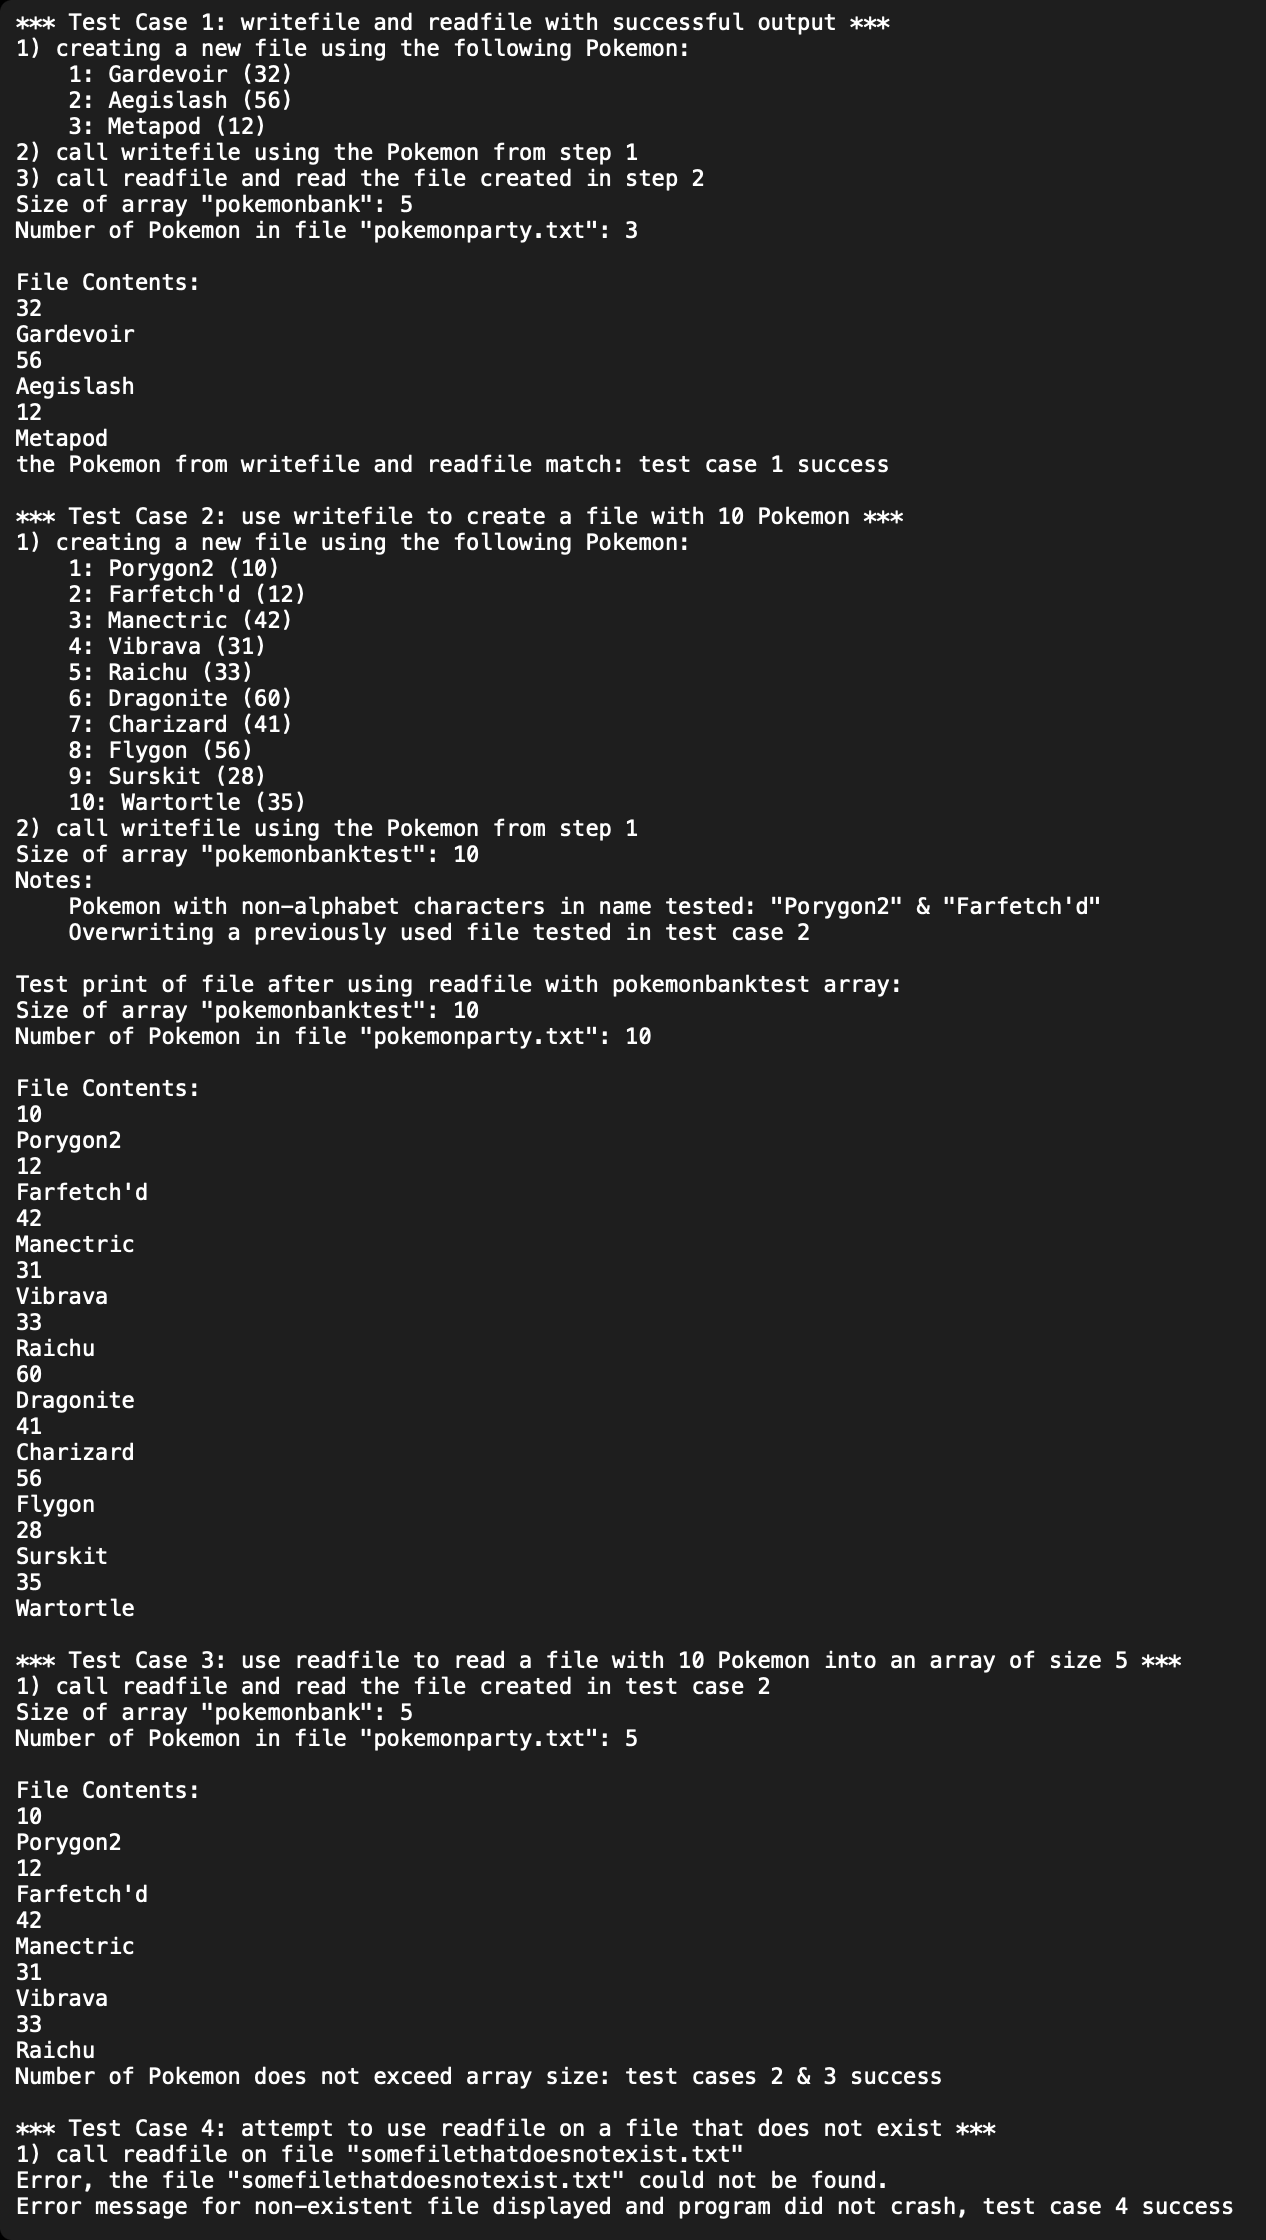 *** Test Case 1: writefile and readfile with successful output ***
1) creating a new file using the following Pokemon:
    1: Gardevoir (32)
    2: Aegislash (56)
    3: Metapod (12)
2) call writefile using the Pokemon from step 1
3) call readfile and read the file created in step 2
Size of array "pokemonbank": 5
Number of Pokemon in file "pokemonparty.txt": 3

File Contents:
32
Gardevoir
56
Aegislash
12
Metapod
the Pokemon from writefile and readfile match: test case 1 success

*** Test Case 2: use writefile to create a file with 10 Pokemon ***
1) creating a new file using the following Pokemon:
    1: Porygon2 (10)
    2: Farfetch'd (12)
    3: Manectric (42)
    4: Vibrava (31)
    5: Raichu (33)
    6: Dragonite (60)
    7: Charizard (41)
    8: Flygon (56)
    9: Surskit (28)
    10: Wartortle (35)
2) call writefile using the Pokemon from step 1
Size of array "pokemonbanktest": 10
Notes:
    Pokemon with non-alphabet characters in name tested: "Porygon2" & "Farfetch'd"
    Overwriting a previously used file tested in test case 2

Test print of file after using readfile with pokemonbanktest array:
Size of array "pokemonbanktest": 10
Number of Pokemon in file "pokemonparty.txt": 10

File Contents:
10
Porygon2
12
Farfetch'd
42
Manectric
31
Vibrava
33
Raichu
60
Dragonite
41
Charizard
56
Flygon
28
Surskit
35
Wartortle

*** Test Case 3: use readfile to read a file with 10 Pokemon into an array of size 5 ***
1) call readfile and read the file created in test case 2
Size of array "pokemonbank": 5
Number of Pokemon in file "pokemonparty.txt": 5

File Contents:
10
Porygon2
12
Farfetch'd
42
Manectric
31
Vibrava
33
Raichu
Number of Pokemon does not exceed array size: test cases 2 & 3 success

*** Test Case 4: attempt to use readfile on a file that does not exist ***
1) call readfile on file "somefilethatdoesnotexist.txt"
Error, the file "somefilethatdoesnotexist.txt" could not be found.
Error message for non-existent file displayed and program did not crash, test case 4 success